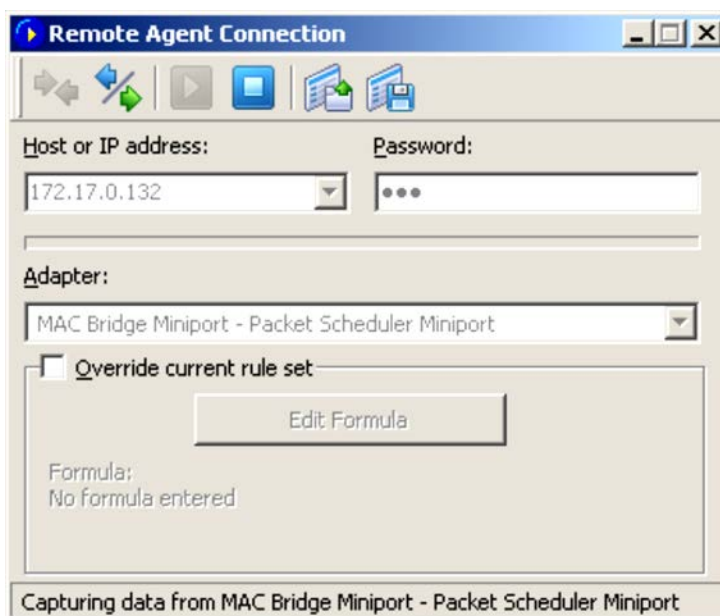 Remote Agent Connection
Host or IP address: Password:
172.17.0.132 •••
Adapter:
MAC Bridge Miniport - Packet Scheduler Miniport
Override current rule set
Edit Formula
Formula:
No formula entered
Capturing data from MAC Bridge Miniport - Packet Scheduler Miniport